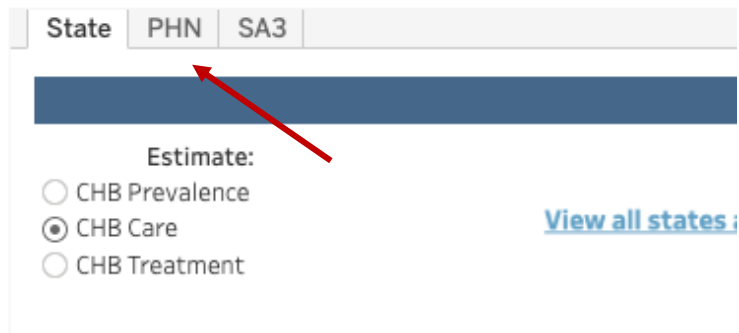 State PHN SA3
Estimate:
CHB Prevalence
CHB Care
View all states
CHB Treatment